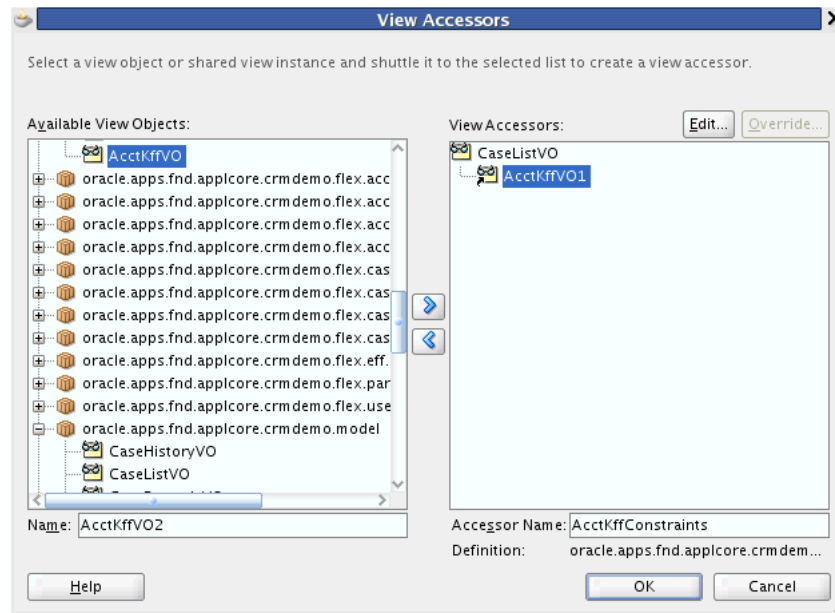 View Accessors
Select a view object or shared view instance and shuttle it to the selected list to create a view accessor.
Available View Objects:
AcctKffVO
oracle.apps.fnd.applcore.crmdemo.flex.acc
oracle.apps.fnd.applcore.crmdemo.flex.acc
oracle.apps.fnd.applcore.crmdemo.flex.acc
oracle.apps.fnd.applcore.crmdemo.flex.acc
oracle.apps.fnd.applcore.crmdemo.flex.cas
oracle.apps.fnd.applcore.crmdemo.flex.cas
oracle.apps.fnd.applcore.crmdemo.flex.cas
oracle.apps.fnd.applcore.crmdemo.flex.cas
oracle.apps.fnd.applcore.crmdemo.flex.eff.
oracle.apps.fnd.applcore.crmdemo.flex.par
oracle.apps.fnd.applcore.crmdemo.flex.use
oracle.apps.fnd.applcore.crmdemo.model
CaseHistoryVO
CaseListVO
Name: AcctKffVO2
View Accessors: Edit... Override...
CaseListVO
AcctKffVO1
Accessor Name: AcctKffConstraints
Definition: oracle.apps.fnd.applcore.crmdem...
Help OK Cancel